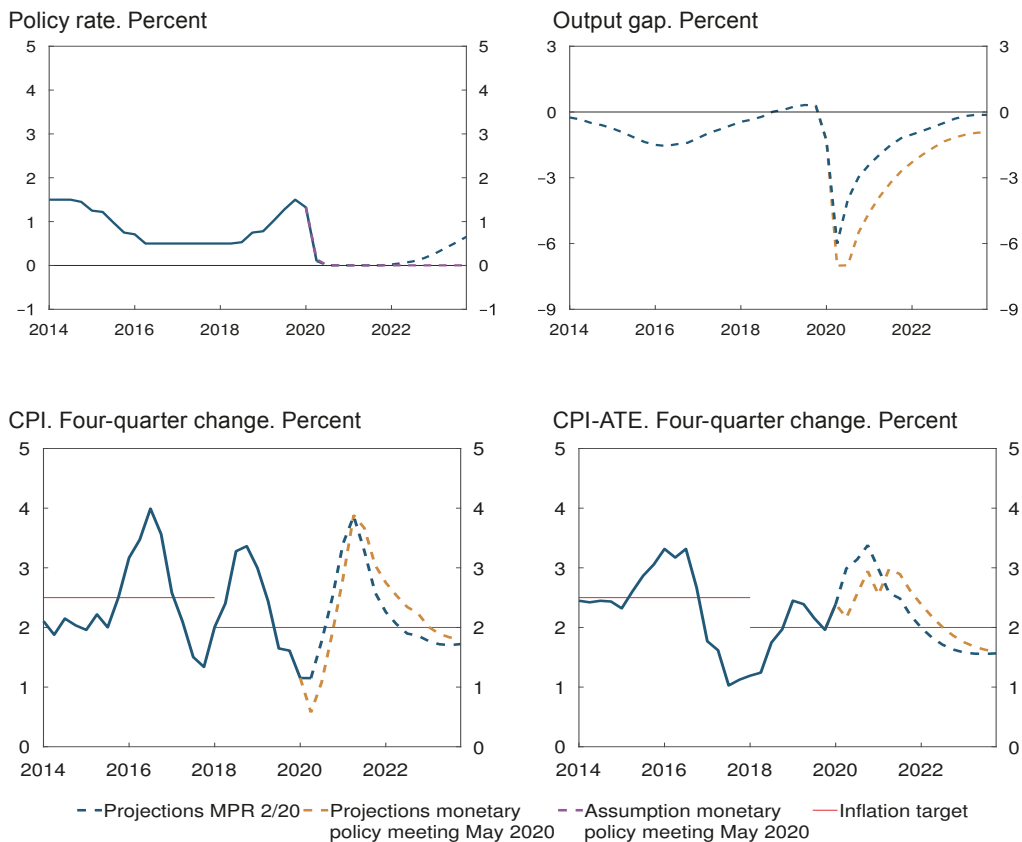 Policy rate. Percent
5 5
4 4
3 3
2 2
1 1
0 0
−1 −1
2014 2016 2018 2020 2022
Output gap. Percent
3 3
0 0
−3 −3
−6 −6
−9 −9
2014 2016 2018 2020 2022
CPI. Four-quarter change. Percent
5 5
4 4
3 3
2 2
1 1
0 0
2014 2016 2018 2020 2022
CPI-ATE. Four-quarter change. Percent
5 5
4 4
3 3
2 2
1 1
0 0
2014 2016 2018 2020 2022
Projections MPR 2/20
Projections monetary
policy meeting May 2020
Assumption monetary
policy meeting May 2020
Inflation target